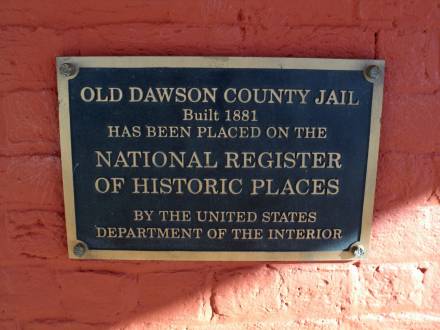 OLD DAWSON COUNTY JAIL
Built 1881
HAS BEEN PLACED ON THE
NATIONAL REGISTER
OF HISTORIC PLACES
BY THE UNITED STATES
DEPARTMENT OF THE INTERIOR